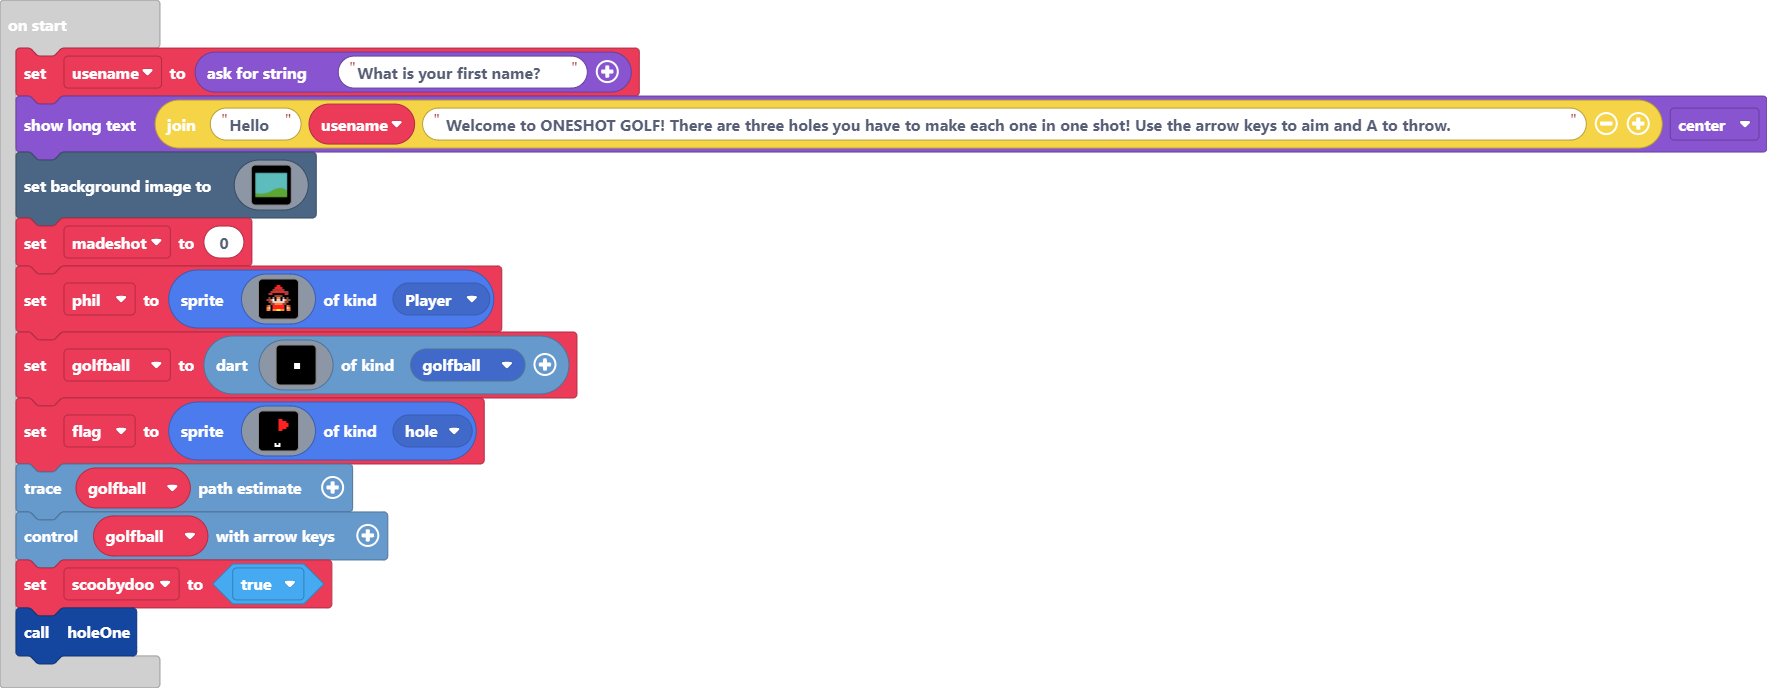 on start
set usename to ask for string "What is your first name?"
show long text join "Hello " usename " Welcome to ONESHOT GOLF! There are three holes you have to make each one in one shot! Use the arrow keys to aim and A to throw. " center
set background image to
set madeshot to 0
set phil to sprite of kind Player
set golfball to dart of kind golfball
set flag to sprite of kind hole
trace golfball path estimate
control golfball with arrow keys
set scoobydoo to true
call holeOne